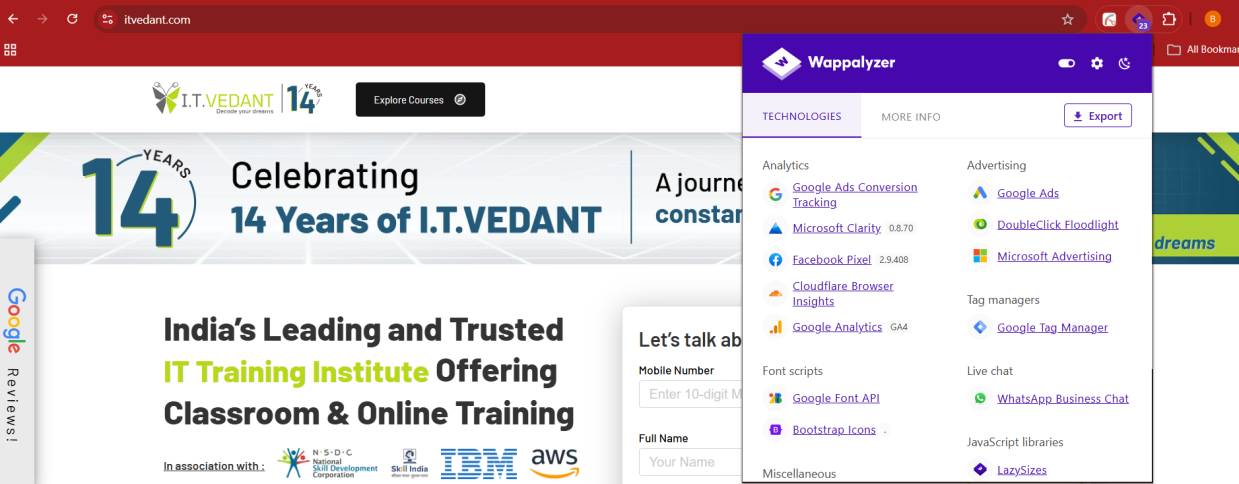 itvedant.com
23
B
All Bookmar
I.T.VEDANT
Decode your dreams
14
YEARS
Explore Courses
14
YEARS
Celebrating
14 Years of I.T.VEDANT
A journe
constan
dreams
Google Reviews!
India's Leading and Trusted
IT Training Institute Offering
Classroom & Online Training
In association with :
N·S·D·C
National
Skill Development
Corporation
Skill India
IBM
aws
Let's talk ab
Mobile Number
Enter 10-digit M
Full Name
Your Name
Wappalyzer
TECHNOLOGIES
MORE INFO
Export
Analytics
Google Ads Conversion
Tracking
Microsoft Clarity 0.8.70
Facebook Pixel 2.9.408
Cloudflare Browser
Insights
Google Analytics GA4
Font scripts
Google Font API
Bootstrap Icons .
Miscellaneous
Advertising
Google Ads
DoubleClick Floodlight
Microsoft Advertising
Tag managers
Google Tag Manager
Live chat
WhatsApp Business Chat
JavaScript libraries
LazySizes